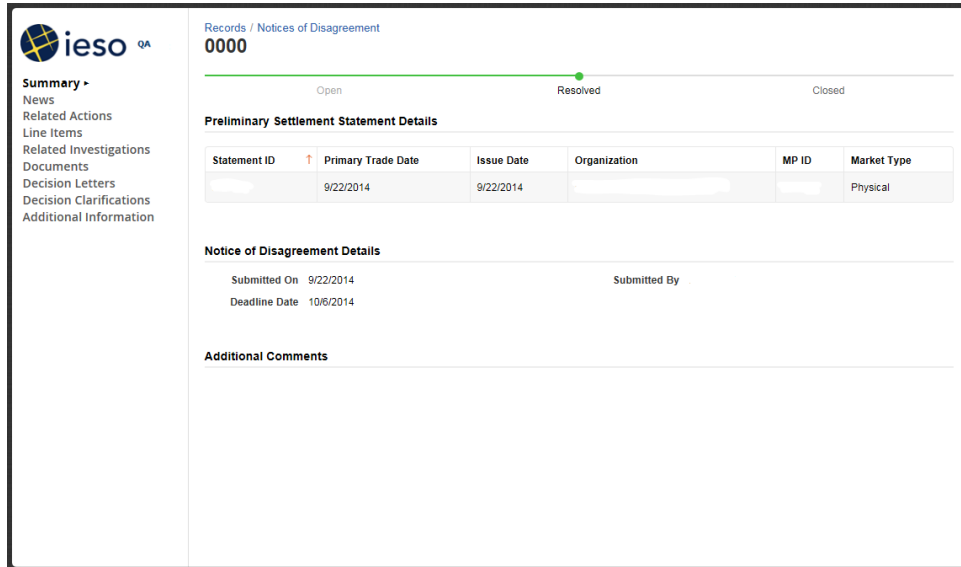 ieso QA
Summary ▸
News
Related Actions
Line Items
Related Investigations
Documents
Decision Letters
Decision Clarifications
Additional Information
Records / Notices of Disagreement
0000
Open Resolved Closed
Preliminary Settlement Statement Details
Statement ID ↑ Primary Trade Date Issue Date Organization MP ID Market Type
9/22/2014 9/22/2014 Physical
Notice of Disagreement Details
Submitted On 9/22/2014 Submitted By
Deadline Date 10/6/2014
Additional Comments